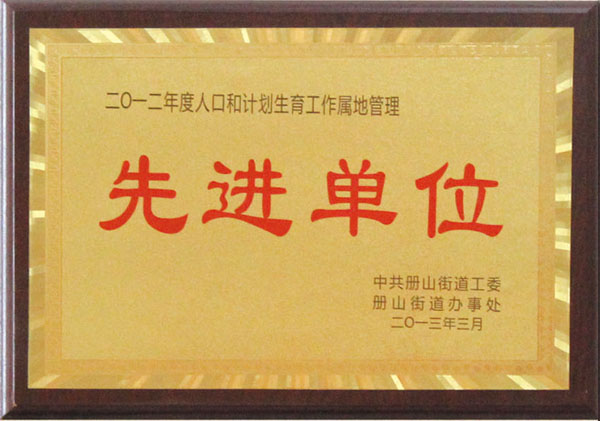 二〇一二年度人口和计划生育工作属地管理
先进单位
中共册山街道工委
册山街道办事处
二〇一三年三月